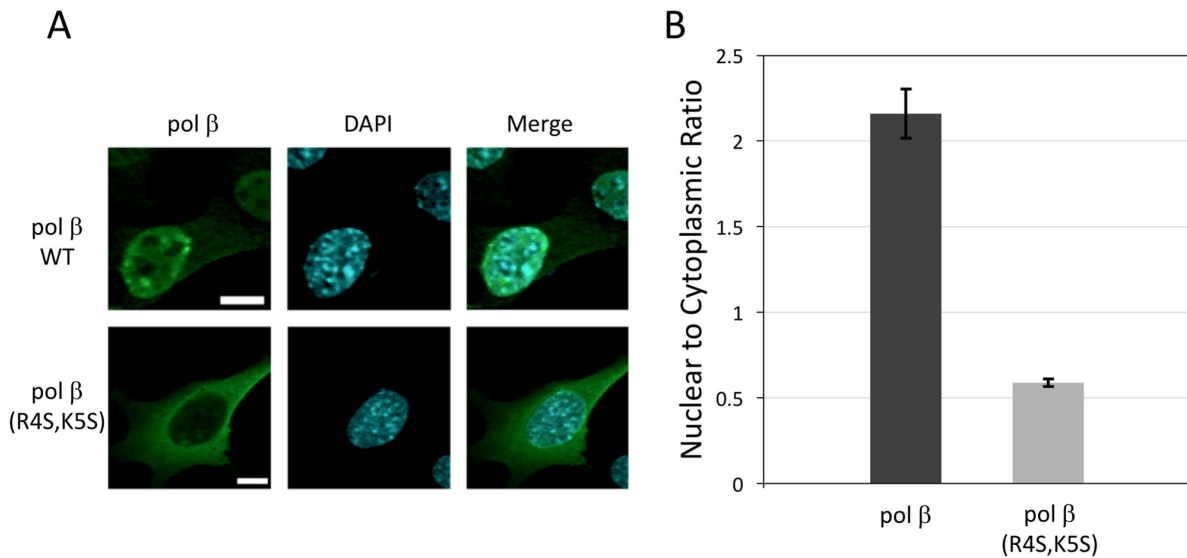 A
pol β
DAPI
Merge
pol β
WT
pol β
(R4S,K5S)
B
Nuclear to Cytoplasmic Ratio
2.5
2
1.5
1
0.5
0
pol β
pol β
(R4S,K5S)